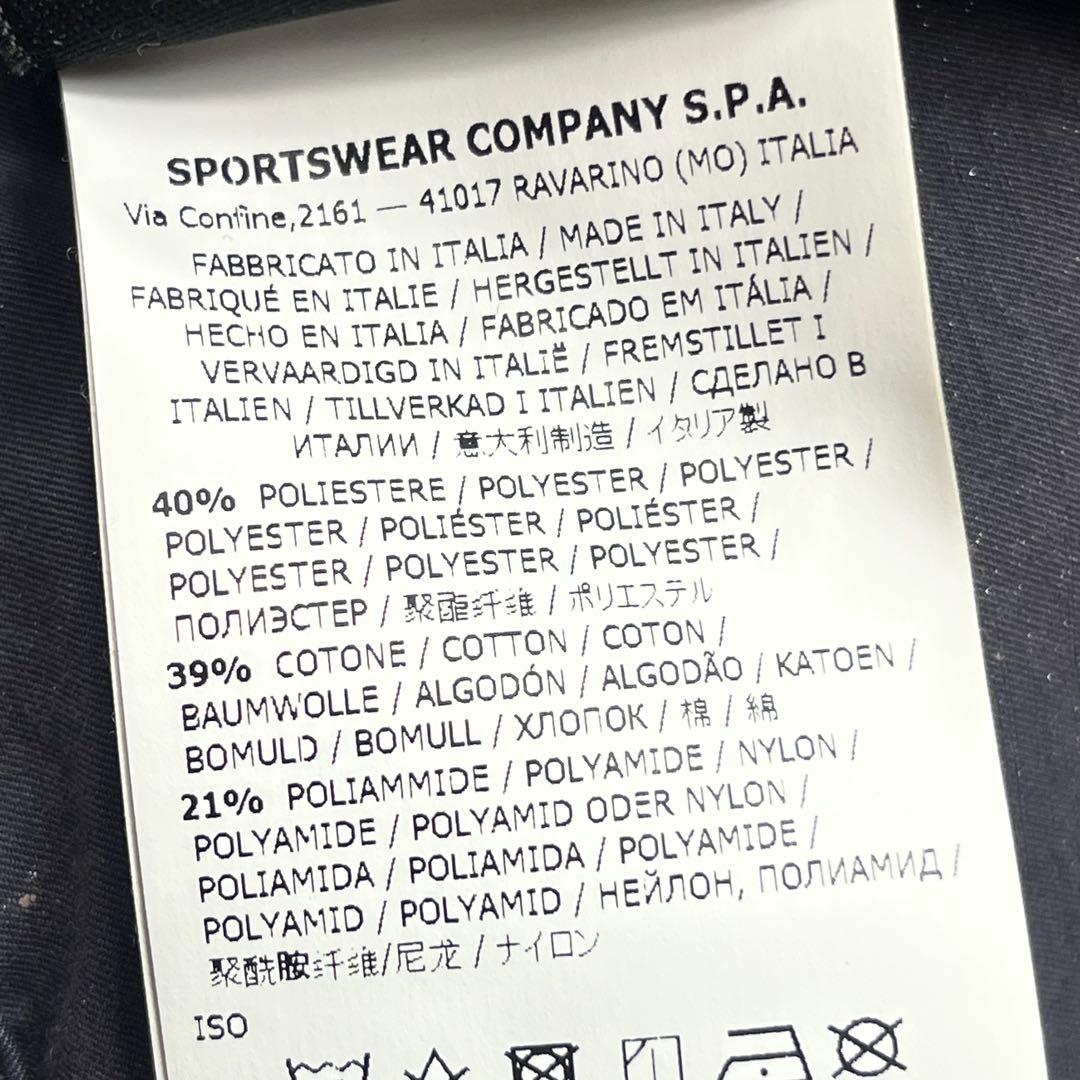 SPORTSWEAR COMPANY S.P.A.
Via Confine,2161 — 41017 RAVARINO (MO) ITALIA
FABBRICATO IN ITALIA / MADE IN ITALY /
FABRIQUÉ EN ITALIE / HERGESTELLT IN ITALIEN /
HECHO EN ITALIA / FABRICADO EM ITÁLIA /
VERVAARDIGD IN ITALIË / FREMSTILLET I
ITALIEN / TILLVERKAD I ITALIEN / СДЕЛАНО В
ИТАЛИИ / 意大利制造 / イタリア製
40% POLIESTERE / POLYESTER / POLYESTER /
POLYESTER / POLIÉSTER / POLIÉSTER /
POLYESTER / POLYESTER / POLYESTER /
ПОЛИЭСТЕР / 聚酯纤维 / ポリエステル
39% COTONE / COTTON / COTON /
BAUMWOLLE / ALGODÓN / ALGODÃO / KATOEN /
BOMULD / BOMULL / ХЛОПОК / 棉 / 綿
21% POLIAMMIDE / POLYAMIDE / NYLON /
POLYAMIDE / POLYAMID ODER NYLON /
POLIAMIDA / POLIAMIDA / POLYAMIDE /
POLYAMID / POLYAMID / НЕЙЛОН, ПОЛИАМИД /
聚酰胺纤维/尼龙 / ナイロン
ISO